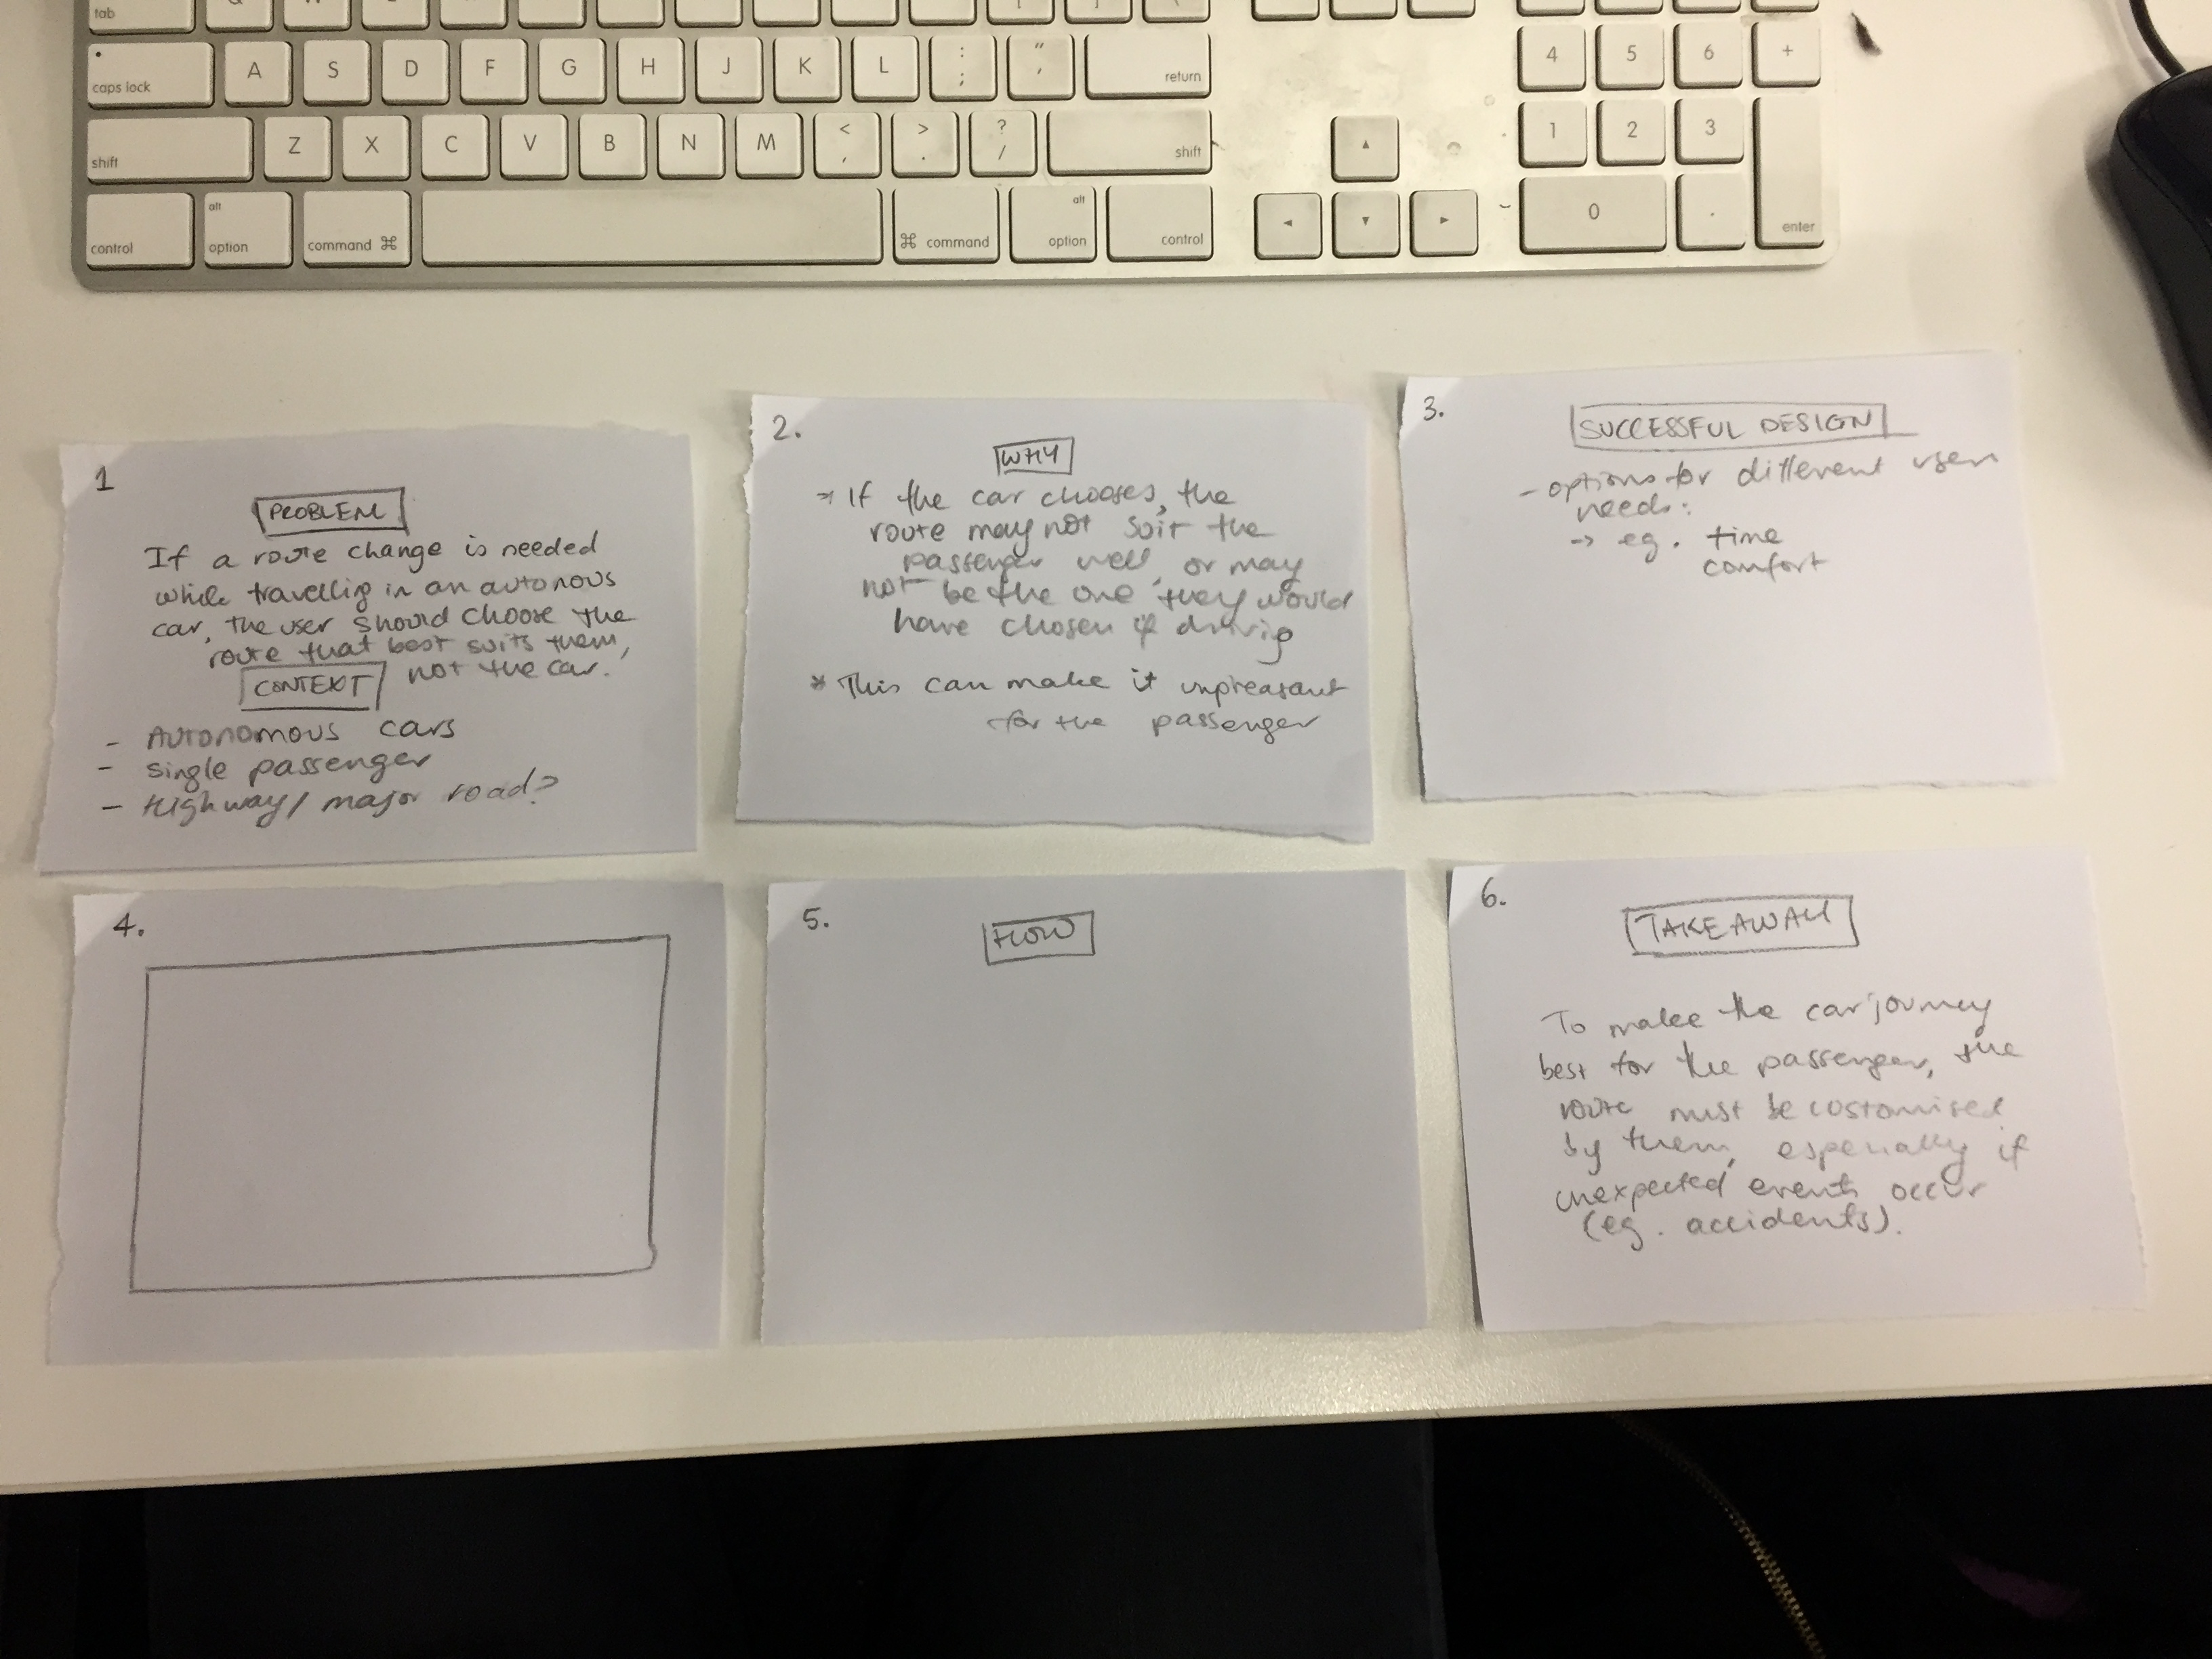 1
PROBLEM
If a route change is needed
while travellip in an autonous
car, the user should choose the
route that best suits them,
not the car.
CONTEXT
- Autonomous cars
- single passenger
- Highway / major road?
2.
WHY
* If the car chooses, the
route may not suit the
passenger well or may
not be the one they would
have chosen if drivip
* This can make it unpleasant
for the passenger
3.
SUCCESSFUL DESIGN
- options for different user
needs:
→ eg. time
comfort
4.
5.
HOW
6.
TAKEAWAY
To make the car journey
best for the passenger, the
route must be customised
by them especially if
unexpected events occur
(eg. accidents).
tab
caps lock
A
S
D
F
G
H
J
K
L
:
;
"
'
return
shift
Z
X
C
V
B
N
M
<
,
>
.
?
/
shift
control
alt
option
command ⌘
⌘ command
alt
option
control
4
5
6
+
1
2
3
0
.
enter